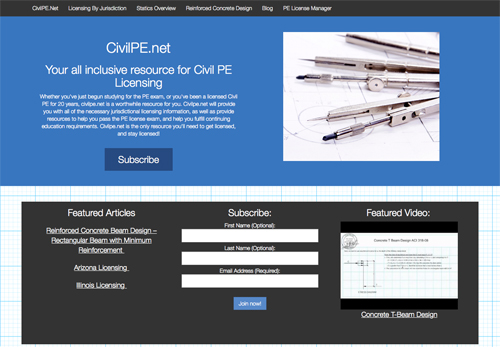 CivilPE.Net Licensing By Jurisdiction Statics Overview Reinforced Concrete Design Blog PE License Manager
CivilPE.net
Your all inclusive resource for Civil PE
Licensing
Whether you've just begun studying for the PE exam, or you've been a licensed Civil
PE for 20 years, civilpe.net is a worthwhile resource for you. Civilpe.net will provide
you with all of the necessary jurisdictional licensing information, as well as provide
resources to help you pass the PE license exam, and help you fulfill continuing
education requirements. Civilpe.net is the only resource you'll need to get licensed,
and stay licensed!
Subscribe
Featured Articles
Reinforced Concrete Beam Design –
Rectangular Beam with Minimum
Reinforcement
Arizona Licensing
Illinois Licensing
Subscribe:
First Name (Optional):
Last Name (Optional):
Email Address (Required):
Join now!
Featured Video:
Concrete T-Beam Design ACI 318-08
Concrete T-Beam Design